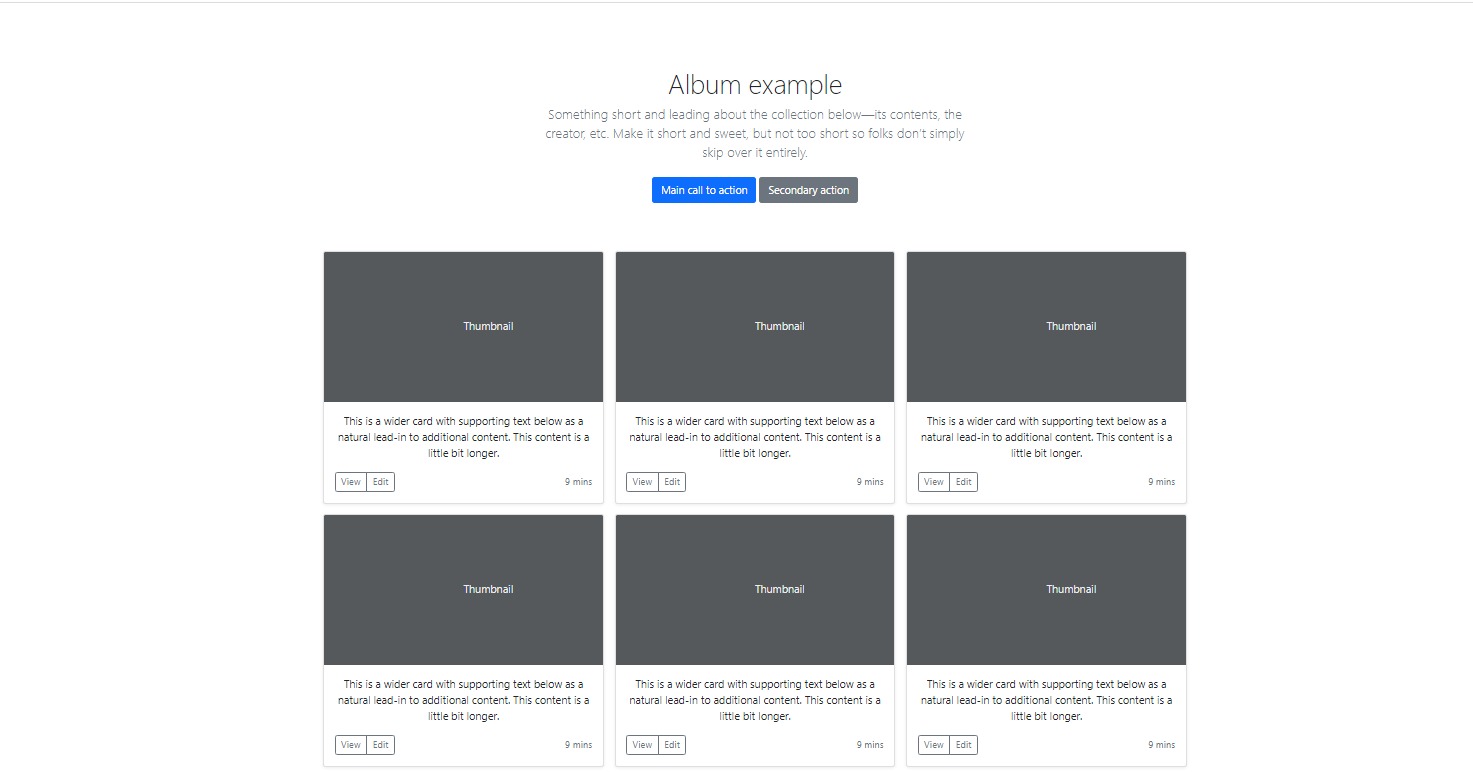 Album example
Something short and leading about the collection below—its contents, the
creator, etc. Make it short and sweet, but not too short so folks don't simply
skip over it entirely.
Main call to action Secondary action
Thumbnail Thumbnail Thumbnail
This is a wider card with supporting text below as a
natural lead-in to additional content. This content is a
little bit longer.
View Edit 9 mins
This is a wider card with supporting text below as a
natural lead-in to additional content. This content is a
little bit longer.
View Edit 9 mins
This is a wider card with supporting text below as a
natural lead-in to additional content. This content is a
little bit longer.
View Edit 9 mins
Thumbnail Thumbnail Thumbnail
This is a wider card with supporting text below as a
natural lead-in to additional content. This content is a
little bit longer.
View Edit 9 mins
This is a wider card with supporting text below as a
natural lead-in to additional content. This content is a
little bit longer.
View Edit 9 mins
This is a wider card with supporting text below as a
natural lead-in to additional content. This content is a
little bit longer.
View Edit 9 mins